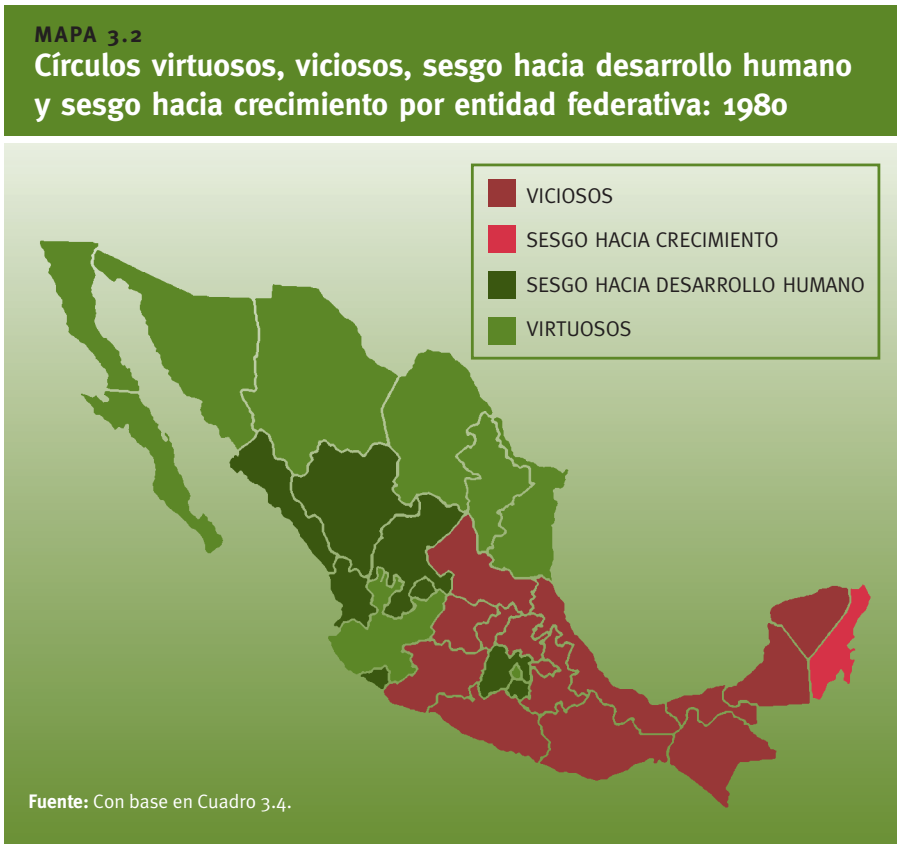 MAPA 3.2
Círculos virtuosos, viciosos, sesgo hacia desarrollo humano
y sesgo hacia crecimiento por entidad federativa: 1980
VICIOSOS
SESGO HACIA CRECIMIENTO
SESGO HACIA DESARROLLO HUMANO
VIRTUOSOS
Fuente: Con base en Cuadro 3.4.